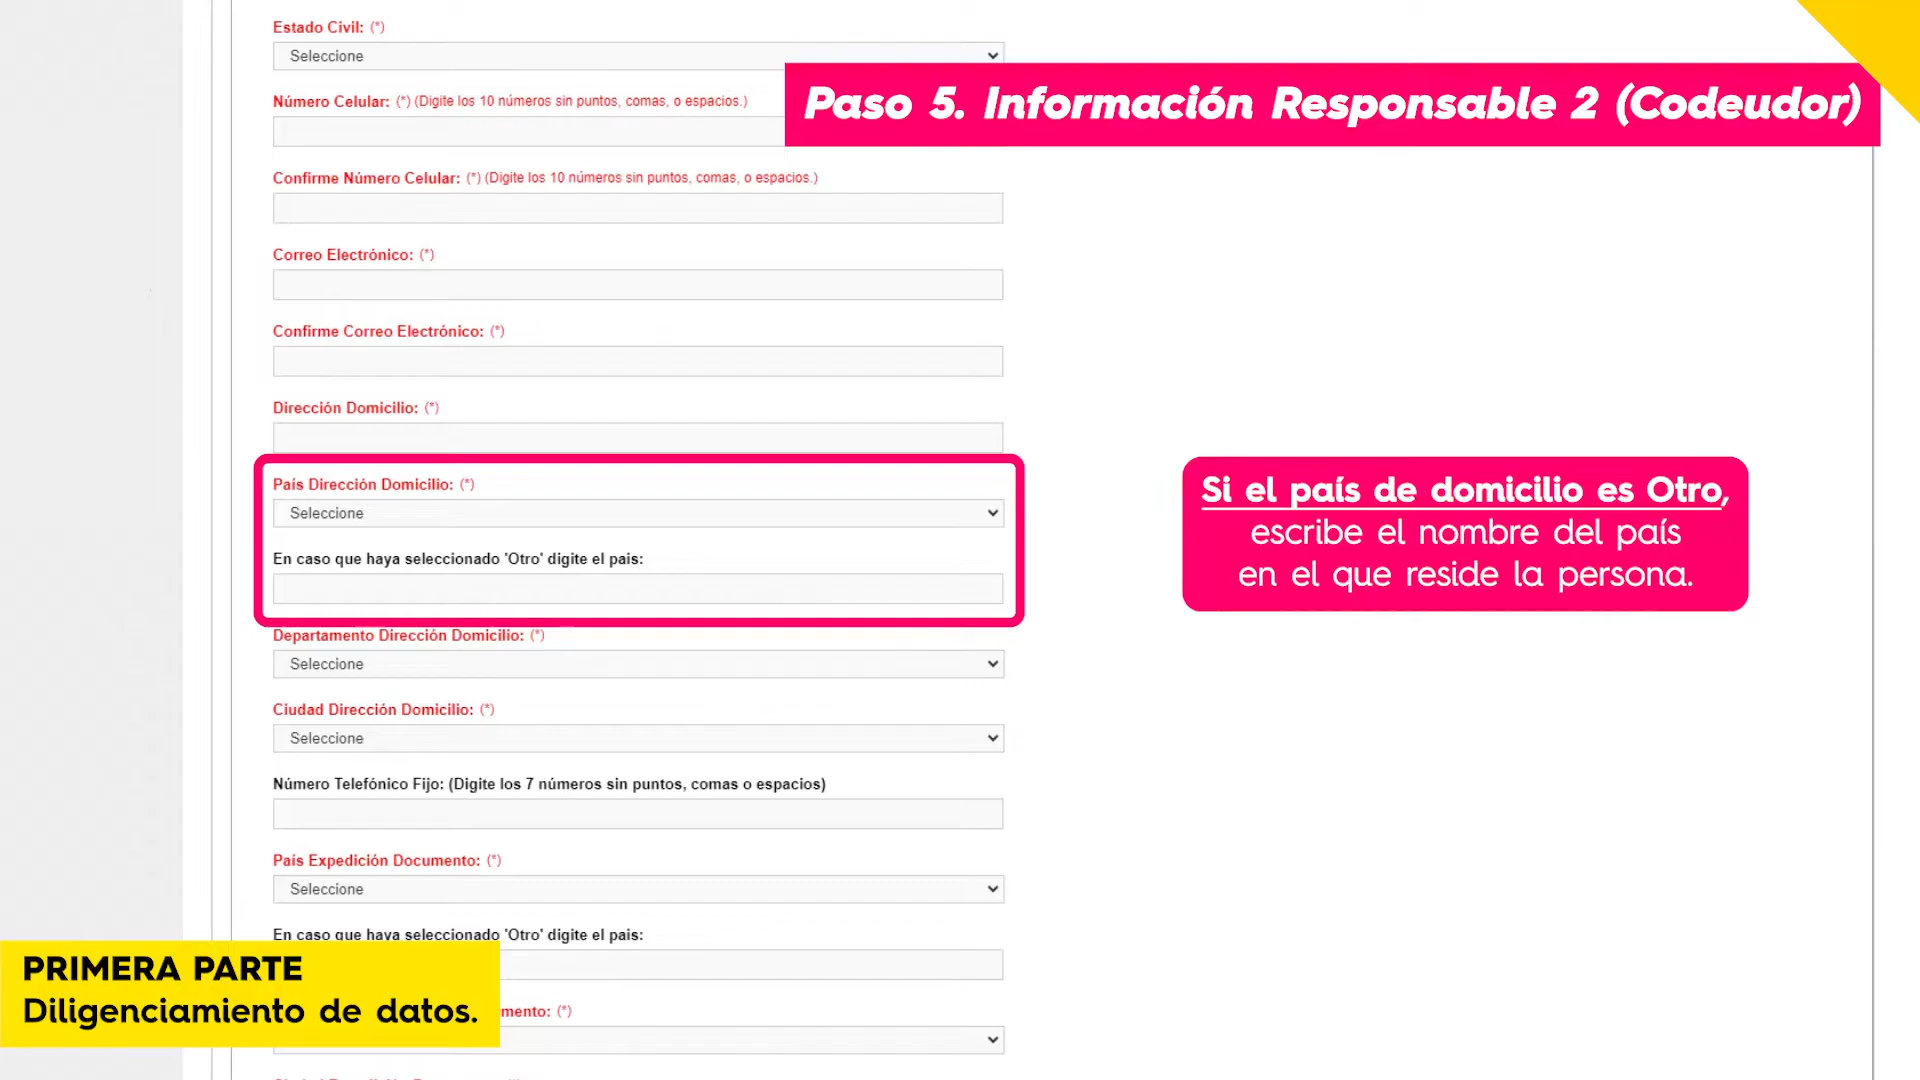 Estado Civil: (*)
Seleccione
Paso 5. Información Responsable 2 (Codeudor)
Número Celular: (*) (Digite los 10 números sin puntos, comas, o espacios.)
Confirme Número Celular: (*) (Digite los 10 números sin puntos, comas, o espacios.)
Correo Electrónico: (*)
Confirme Correo Electrónico: (*)
Dirección Domicilio: (*)
País Dirección Domicilio: (*)
Seleccione
En caso que haya seleccionado 'Otro' digite el pais:
Si el país de domicilio es Otro,
escribe el nombre del país
en el que reside la persona.
Departamento Dirección Domicilio: (*)
Seleccione
Ciudad Dirección Domicilio: (*)
Seleccione
Número Telefónico Fijo: (Digite los 7 números sin puntos, comas o espacios)
País Expedición Documento: (*)
Seleccione
En caso que haya seleccionado 'Otro' digite el pais:
PRIMERA PARTE
Diligenciamiento de datos.
mento: (*)